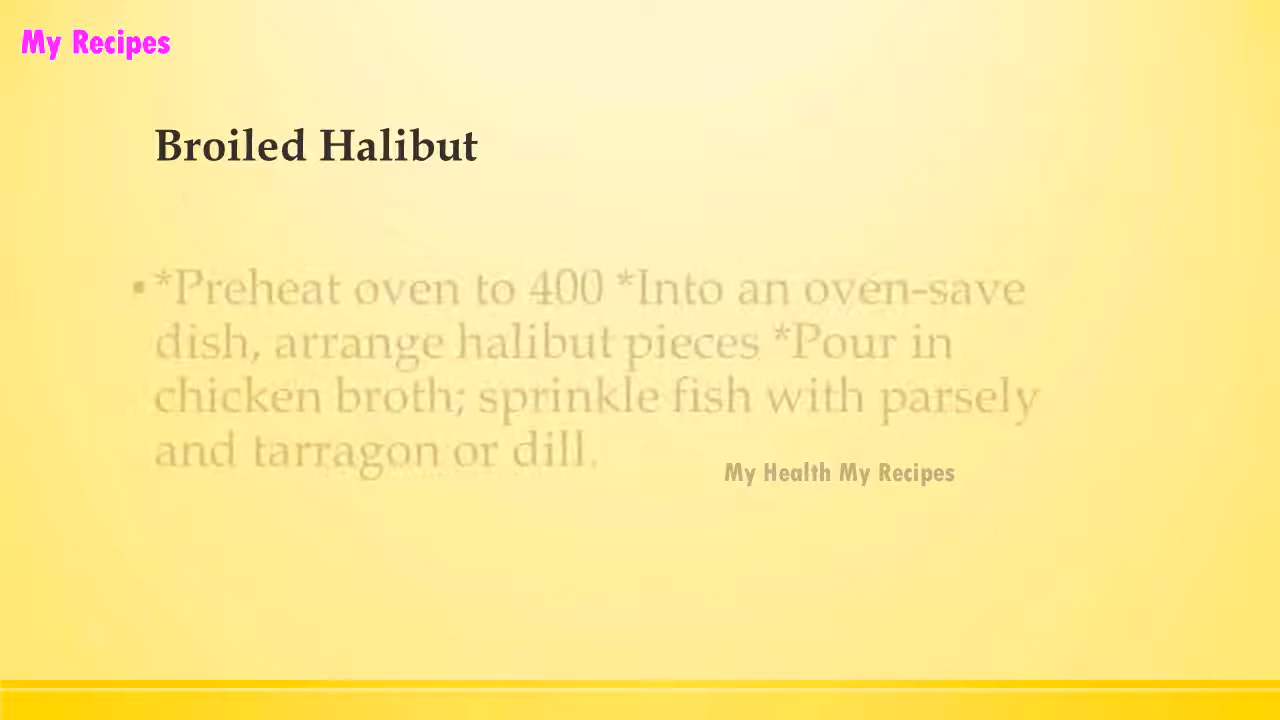 My Recipes
Broiled Halibut
•*Preheat oven to 400 *Into an oven-save
dish, arrange halibut pieces *Pour in
chicken broth; sprinkle fish with parsely
and tarragon or dill.
My Health My Recipes